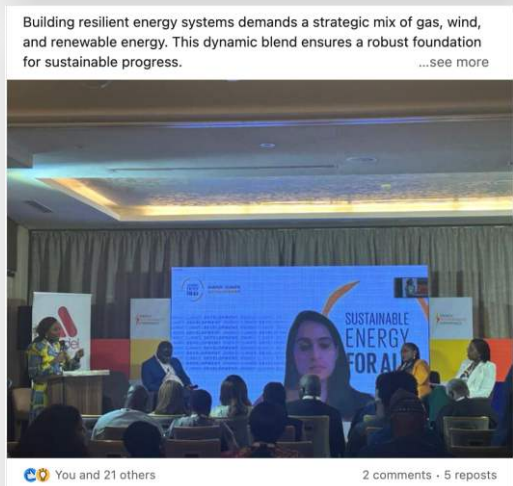 Building resilient energy systems demands a strategic mix of gas, wind,
and renewable energy. This dynamic blend ensures a robust foundation
for sustainable progress.
...see more
SUSTAINABLE
ENERGY
FOR AL
You and 21 others
2 comments · 5 reposts